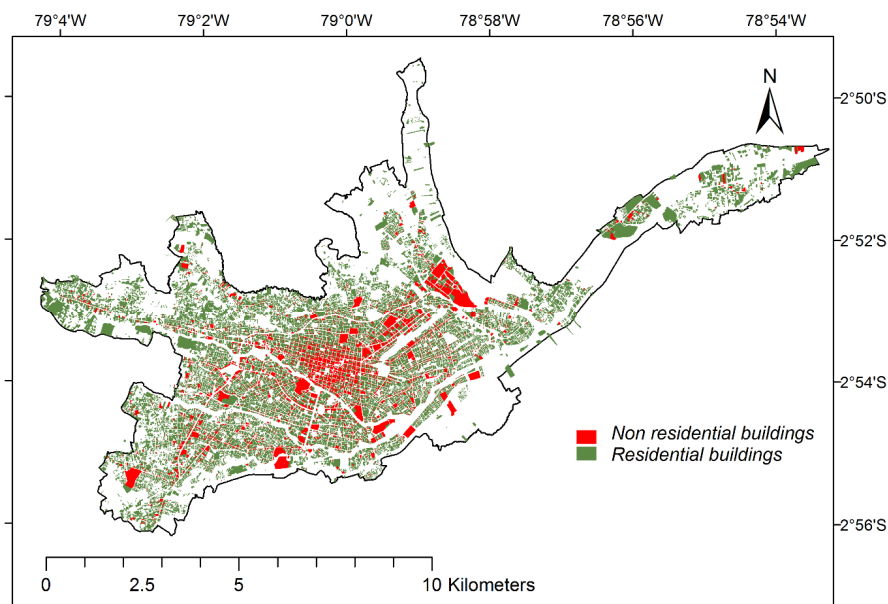 79°4'W 79°2'W 79°0'W 78°58'W 78°56'W 78°54'W
N
2°50'S
2°52'S
2°54'S
Non residential buildings
Residential buildings
2°56'S
0 2.5 5 10 Kilometers